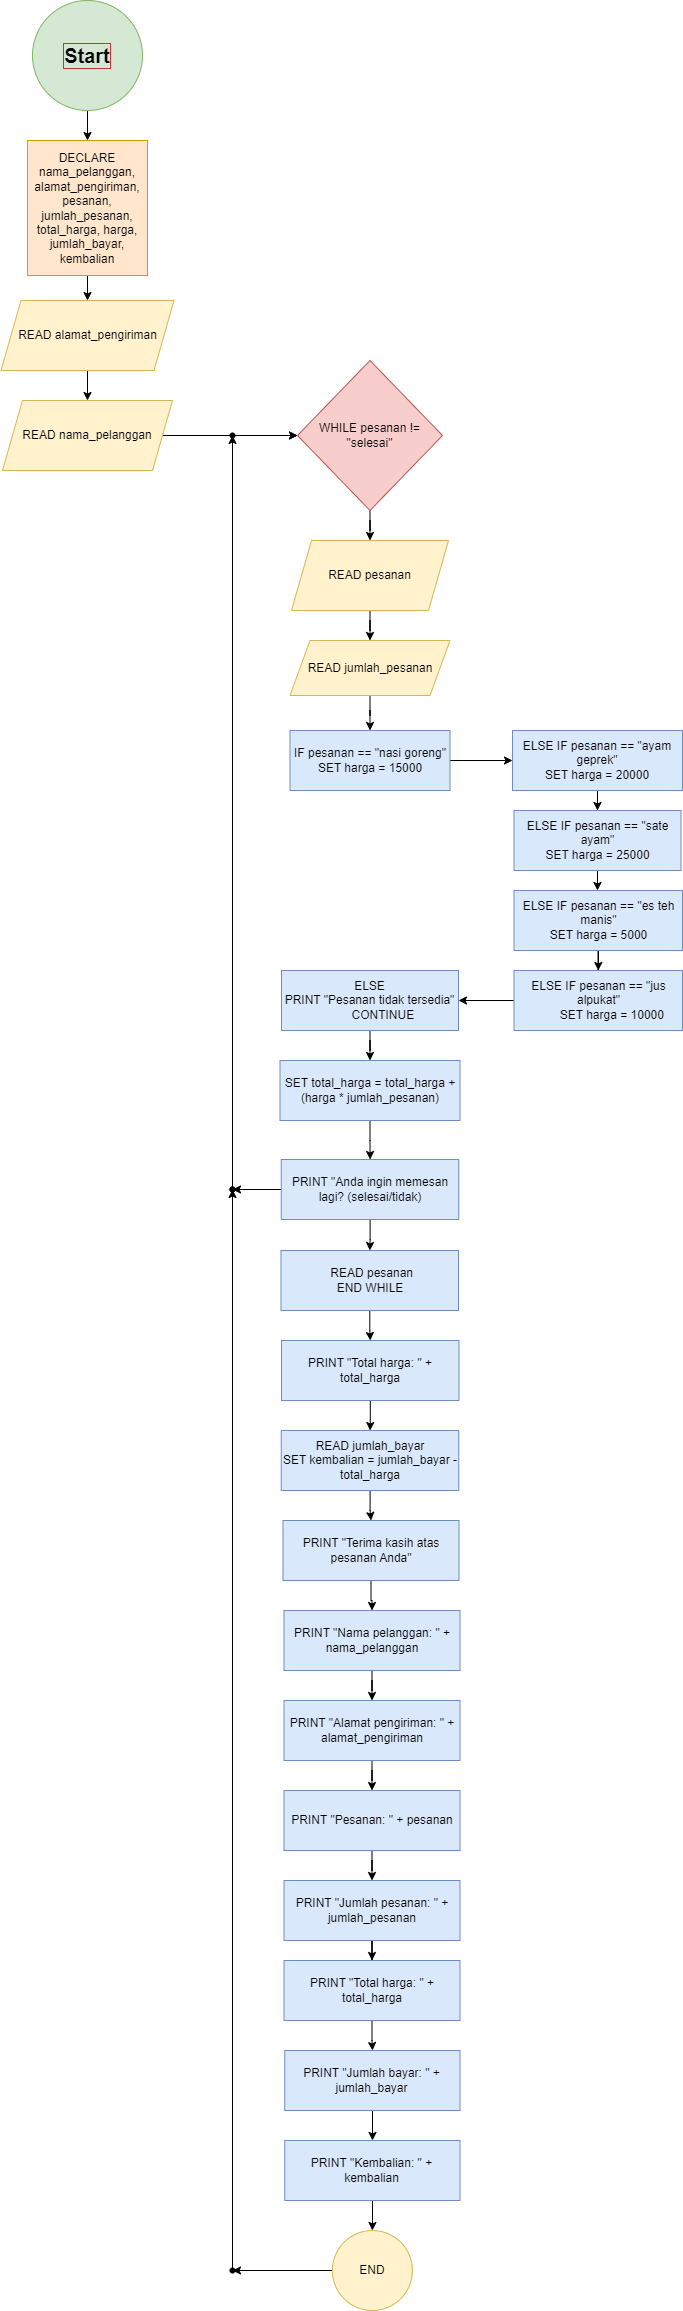 Start
DECLARE
nama_pelanggan,
alamat_pengiriman,
pesanan,
jumlah_pesanan,
total_harga, harga,
jumlah_bayar,
kembalian
READ alamat_pengiriman
READ nama_pelanggan
WHILE pesanan !=
"selesai"
READ pesanan
READ jumlah_pesanan
IF pesanan == "nasi goreng"
SET harga = 15000
ELSE IF pesanan == "ayam
geprek"
SET harga = 20000
ELSE IF pesanan == "sate
ayam"
SET harga = 25000
ELSE IF pesanan == "es teh
manis"
SET harga = 5000
ELSE IF pesanan == "jus
alpukat"
SET harga = 10000
ELSE
PRINT "Pesanan tidak tersedia"
CONTINUE
SET total_harga = total_harga +
(harga * jumlah_pesanan)
PRINT "Anda ingin memesan
lagi? (selesai/tidak)
READ pesanan
END WHILE
PRINT "Total harga: " +
total_harga
READ jumlah_bayar
SET kembalian = jumlah_bayar -
total_harga
PRINT "Terima kasih atas
pesanan Anda"
PRINT "Nama pelanggan: " +
nama_pelanggan
PRINT "Alamat pengiriman: " +
alamat_pengiriman
PRINT "Pesanan: " + pesanan
PRINT "Jumlah pesanan: " +
jumlah_pesanan
PRINT "Total harga: " +
total_harga
PRINT "Jumlah bayar: " +
jumlah_bayar
PRINT "Kembalian: " +
kembalian
END